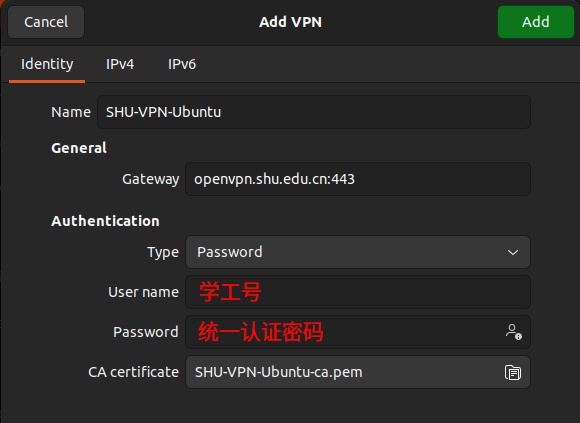 Cancel Add VPN Add
Identity IPv4 IPv6
Name SHU-VPN-Ubuntu
General
Gateway openvpn.shu.edu.cn:443
Authentication
Type Password
User name 学工号
Password 统一认证密码
CA certificate SHU-VPN-Ubuntu-ca.pem